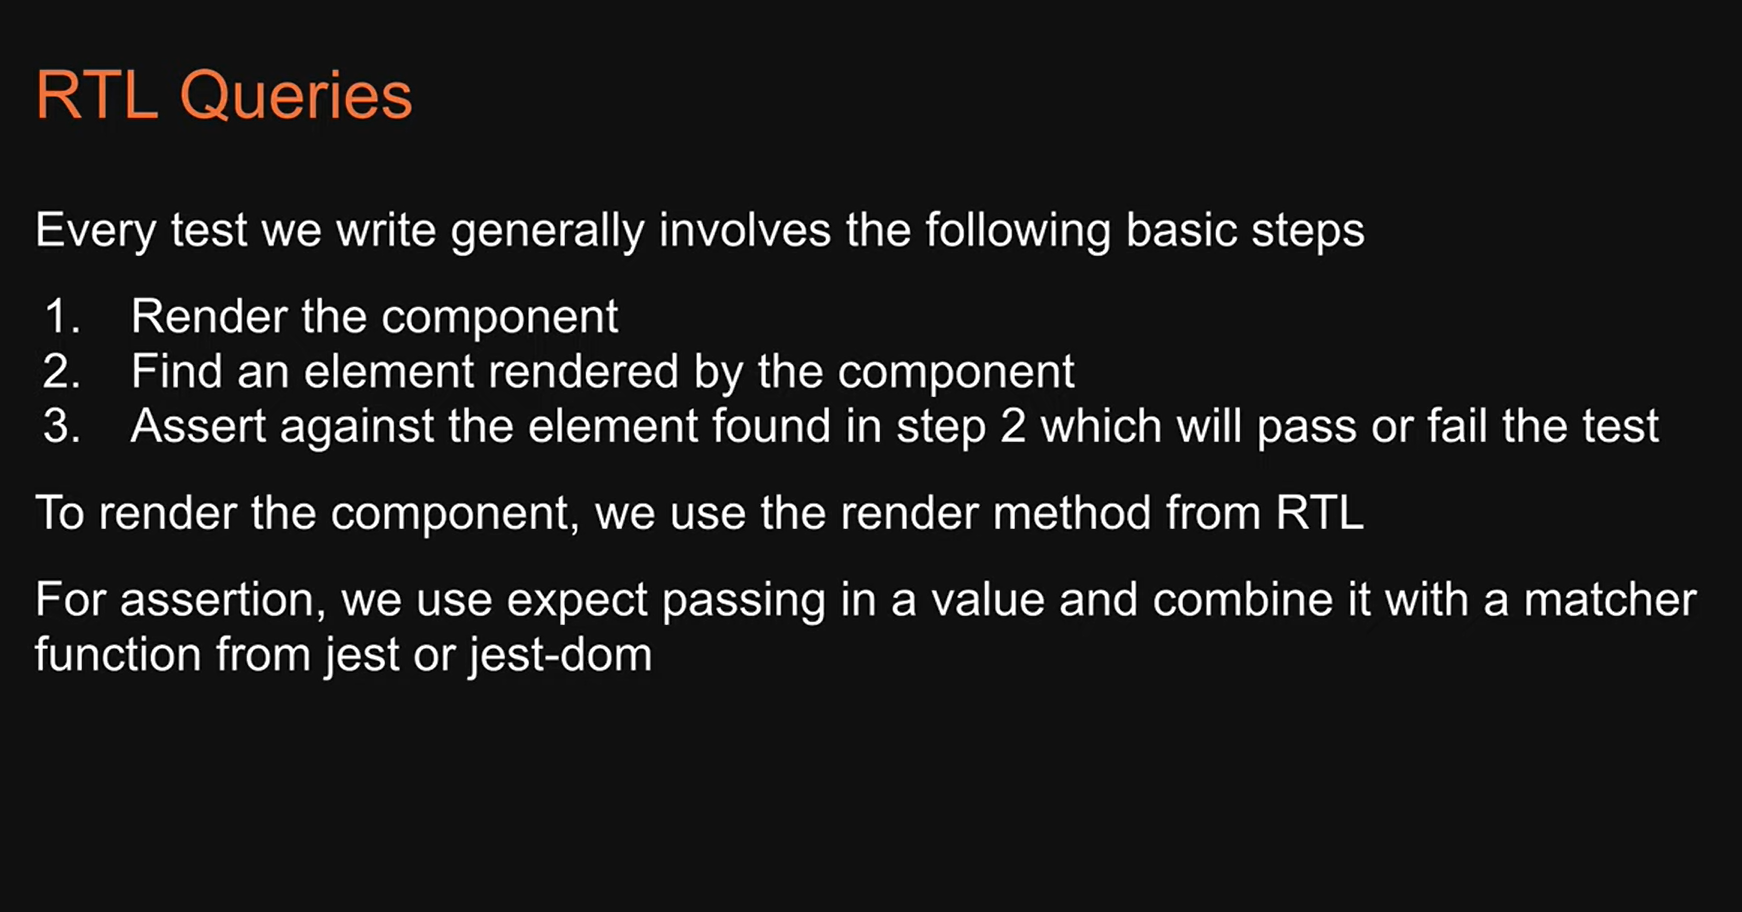 RTL Queries
Every test we write generally involves the following basic steps
1. Render the component
2. Find an element rendered by the component
3. Assert against the element found in step 2 which will pass or fail the test
To render the component, we use the render method from RTL
For assertion, we use expect passing in a value and combine it with a matcher
function from jest or jest-dom